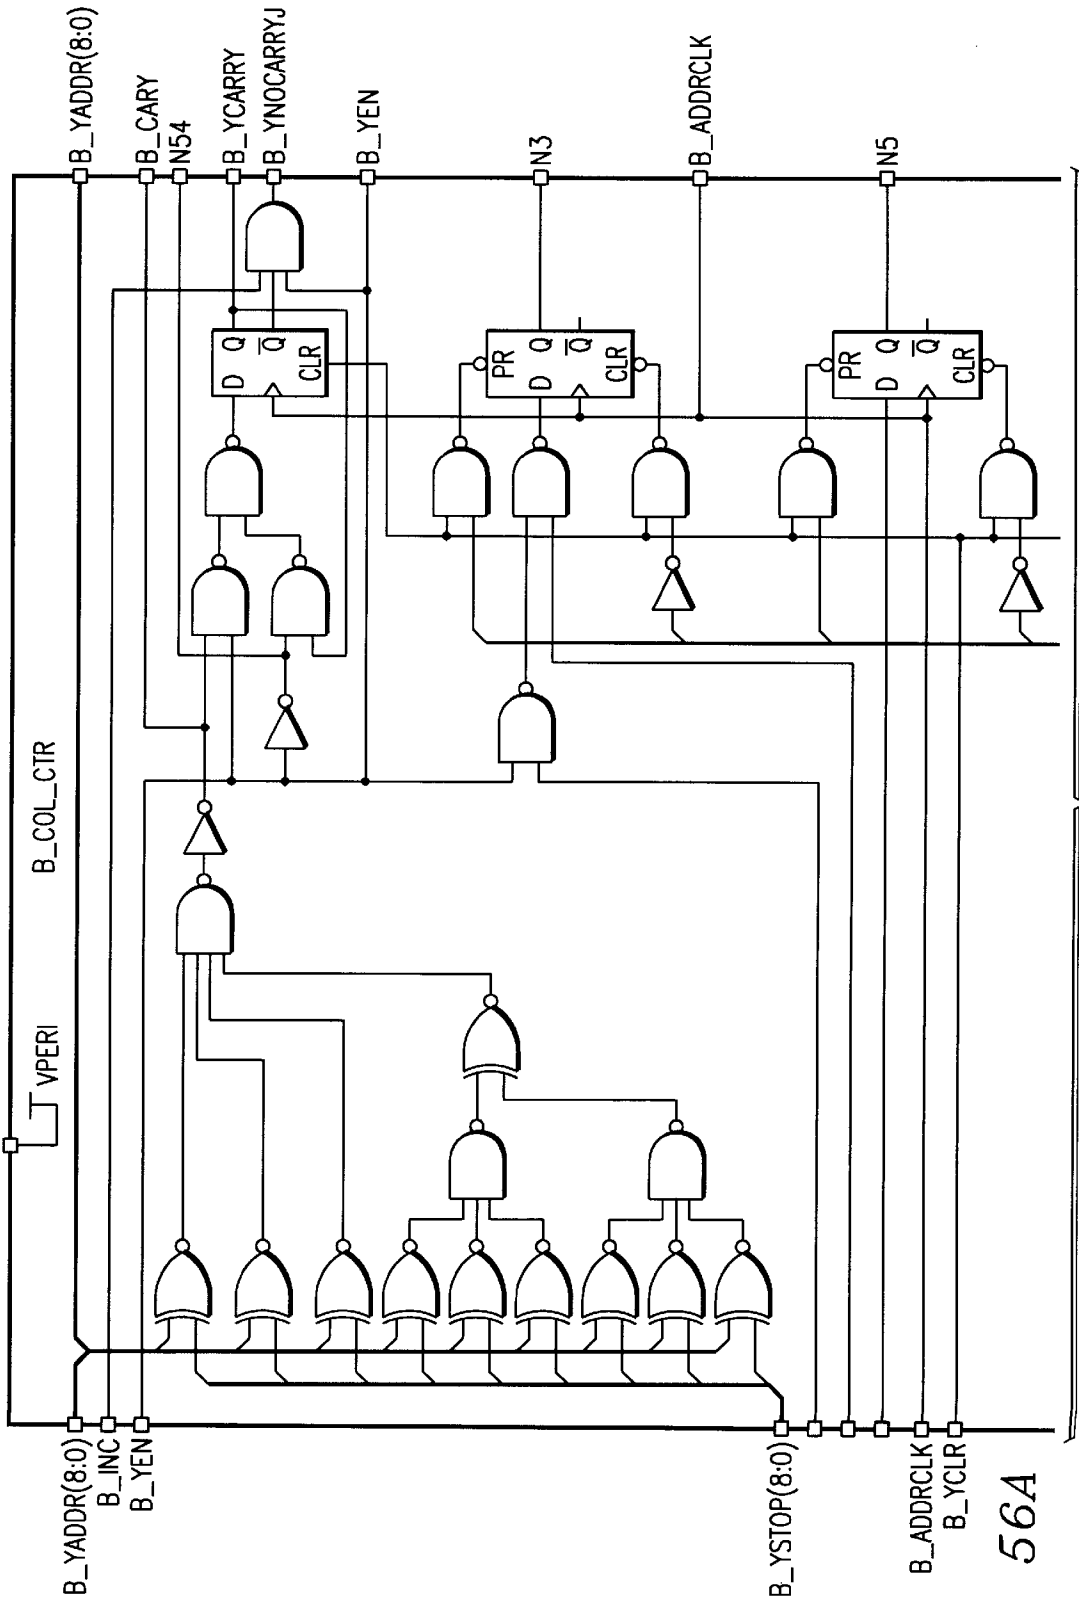 VPERI
B_COL_CTR
B_YADDR(8:0)
B_INC
B_YEN
B_YADDR(8:0)
B_CARY
N54
B_YCARRY
B_YNOCARRYJ
B_YEN
D Q
Q
CLR
PR
D Q
Q
CLR
N3
B_ADDRCLK
PR
D Q
Q
CLR
N5
B_YSTOP(8:0)
B_ADDRCLK
B_YCLR
56A